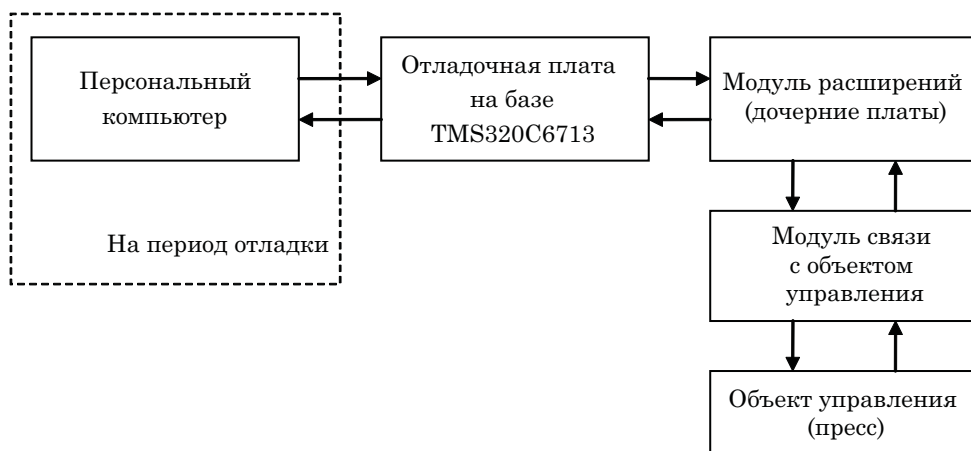 Персональный
компьютер
Отладочная плата
на базе
TMS320C6713
Модуль расширений
(дочерние платы)
На период отладки
Модуль связи
с объектом
управления
Объект управления
(пресс)